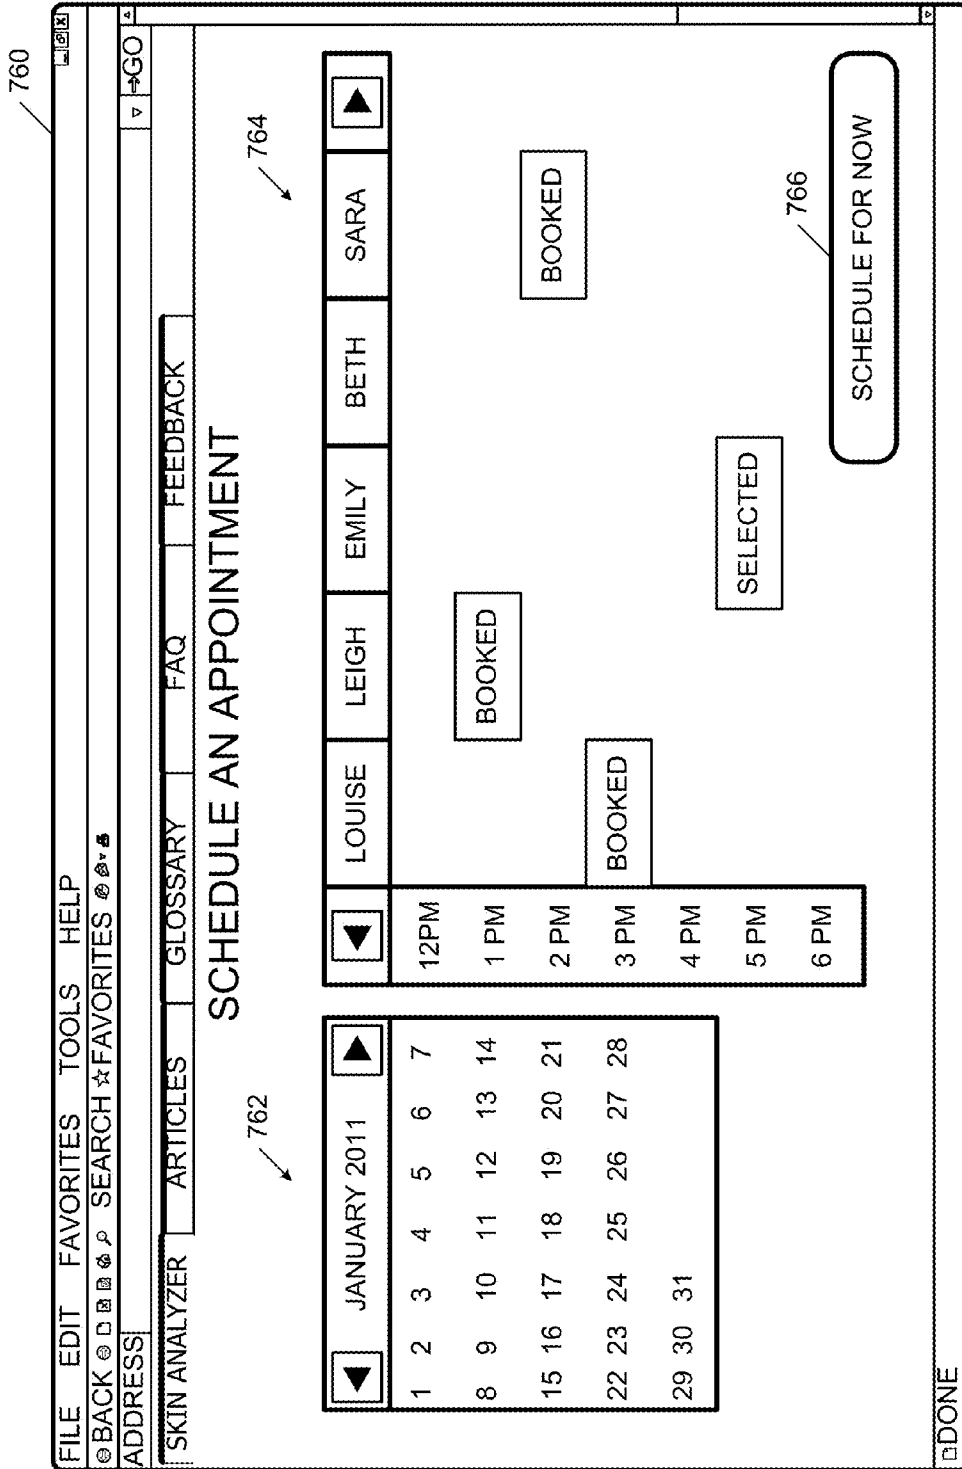 760
FILE EDIT FAVORITES TOOLS HELP
BACK SEARCH FAVORITES
ADDRESS GO
SKIN ANALYZER ARTICLES GLOSSARY FAQ FEEDBACK
SCHEDULE AN APPOINTMENT
762 764
JANUARY 2011
1 2 3 4 5 6 7
8 9 10 11 12 13 14
15 16 17 18 19 20 21
22 23 24 25 26 27 28
29 30 31
LOUISE LEIGH EMILY BETH SARA
12PM
1 PM BOOKED
2 PM BOOKED
3 PM BOOKED
4 PM
5 PM SELECTED
6 PM
766
SCHEDULE FOR NOW
DONE